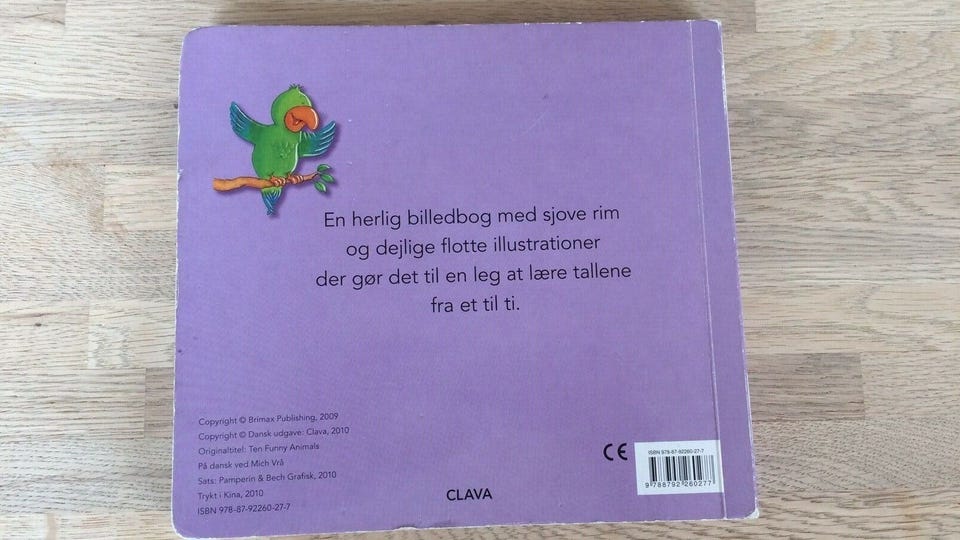 En herlig billedbog med sjove rim
og dejlige flotte illustrationer
der gør det til en leg at lære tallene
fra et til ti.
Copyright © Brimax Publishing, 2009
Copyright © Dansk udgave: Clava, 2010
Originaltitel: Ten Funny Animals
På dansk ved Mich Vrå
Sats: Pamperin & Bech Grafisk, 2010
Trykt i Kina, 2010
ISBN 978-87-92260-27-7
CLAVA
CE
ISBN 978-87-92260-27-7
9 788792 260277